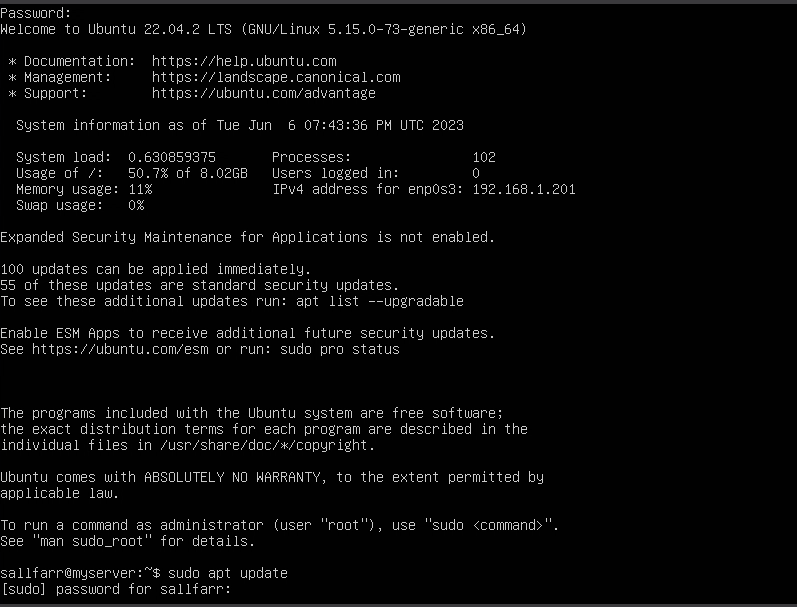 Password:
Welcome to Ubuntu 22.04.2 LTS (GNU/Linux 5.15.0-73-generic x86_64)
* Documentation:  https://help.ubuntu.com
* Management:     https://landscape.canonical.com
* Support:        https://ubuntu.com/advantage
System information as of Tue Jun  6 07:43:36 PM UTC 2023
System load:  0.630859375       Processes:               102
Usage of /:   50.7% of 8.02GB   Users logged in:         0
Memory usage: 11%               IPv4 address for enp0s3: 192.168.1.201
Swap usage:   0%
Expanded Security Maintenance for Applications is not enabled.
100 updates can be applied immediately.
55 of these updates are standard security updates.
To see these additional updates run: apt list --upgradable
Enable ESM Apps to receive additional future security updates.
See https://ubuntu.com/esm or run: sudo pro status
The programs included with the Ubuntu system are free software;
the exact distribution terms for each program are described in the
individual files in /usr/share/doc/*/copyright.
Ubuntu comes with ABSOLUTELY NO WARRANTY, to the extent permitted by
applicable law.
To run a command as administrator (user "root"), use "sudo <command>".
See "man sudo_root" for details.
sallfarr@myserver:~$ sudo apt update
[sudo] password for sallfarr: